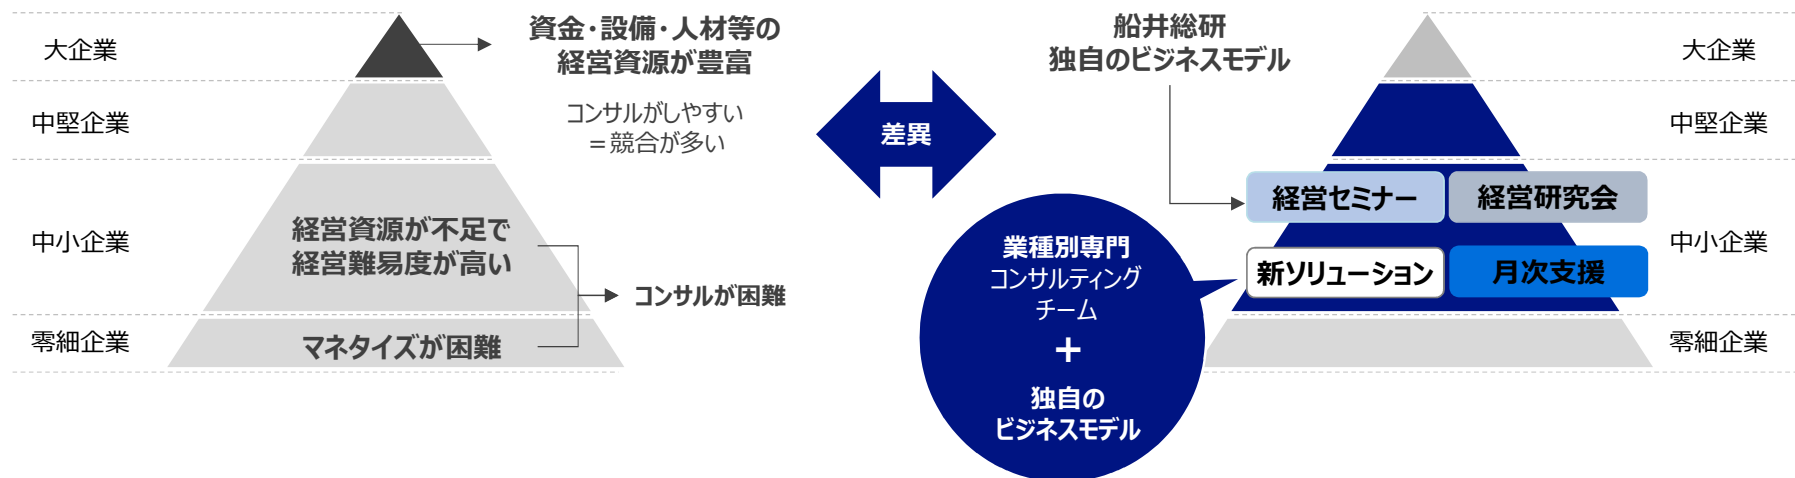 大企業
中堅企業
中小企業
零細企業
資金・設備・人材等の
経営資源が豊富
コンサルがしやすい
=競合が多い
経営資源が不足で
経営難易度が高い
マネタイズが困難
コンサルが困難
差異
船井総研
独自のビジネスモデル
経営セミナー
経営研究会
新ソリューション
月次支援
業種別専門
コンサルティング
チーム
+
独自の
ビジネスモデル
大企業
中堅企業
中小企業
零細企業